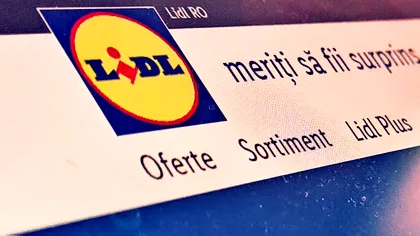 Lidl RO
LIDL
meriți să fii surprins
Oferte Sortiment Lidl Plus